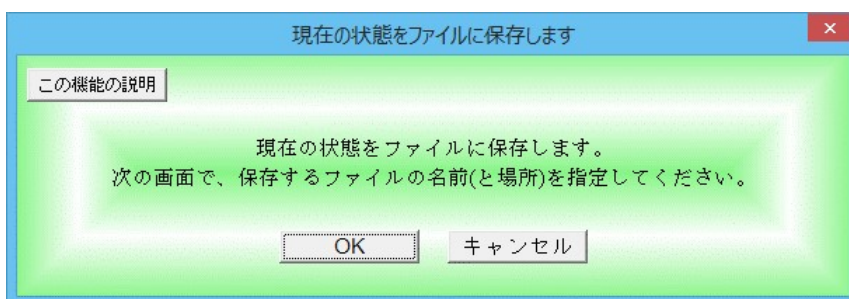 現在の状態をファイルに保存します
この機能の説明
現在の状態をファイルに保存します。
次の画面で、保存するファイルの名前(と場所)を指定してください。
OK
キャンセル